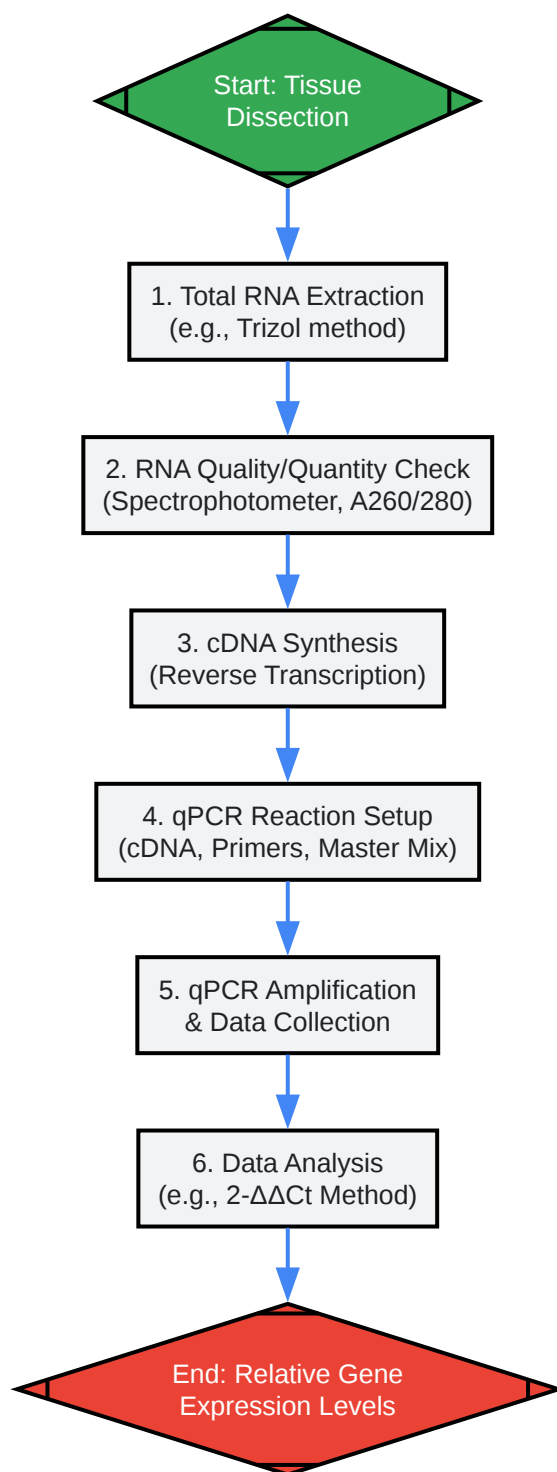 Start: Tissue
Dissection
1. Total RNA Extraction
(e.g., Trizol method)
2. RNA Quality/Quantity Check
(Spectrophotometer, A260/280)
3. cDNA Synthesis
(Reverse Transcription)
4. qPCR Reaction Setup
(cDNA, Primers, Master Mix)
5. qPCR Amplification
& Data Collection
6. Data Analysis
(e.g., 2-ΔΔCt Method)
End: Relative Gene
Expression Levels